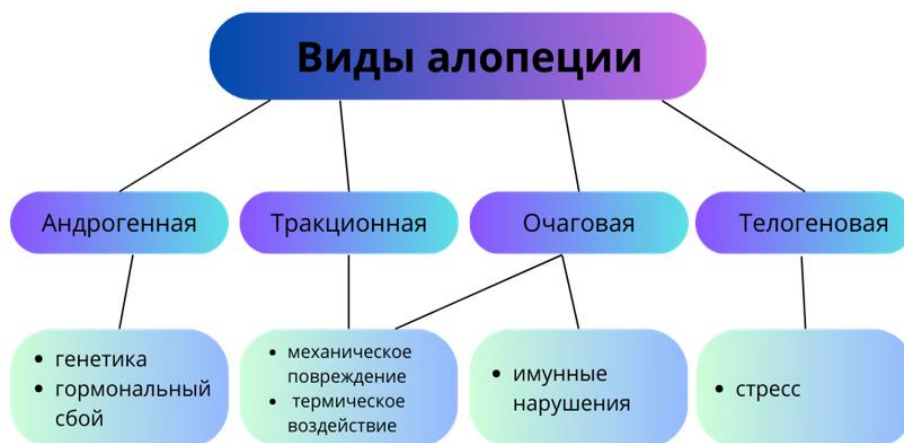 Виды алопеции
Андрогенная
Тракционная
Очаговая
Телогеновая
• генетика
• гормональный
сбой
• механическое
повреждение
• термическое
воздействие
• имунные
нарушения
• стресс